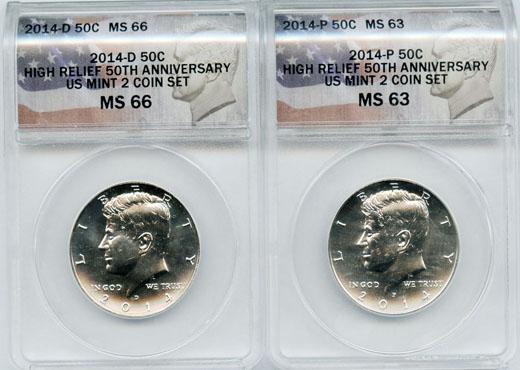 2014-D 50C MS 66
2014-D 50C
HIGH RELIEF 50TH ANNIVERSARY
US MINT 2 COIN SET
MS 66
LIBERTY
IN GOD WE TRUST
D
2014
2014-P 50C MS 63
2014-P 50C
HIGH RELIEF 50TH ANNIVERSARY
US MINT 2 COIN SET
MS 63
LIBERTY
IN GOD WE TRUST
P
2014